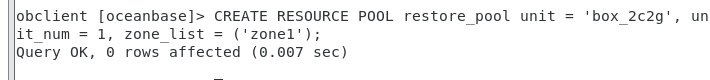 obclient [oceanbase]> CREATE RESOURCE POOL restore_pool unit = 'box_2c2g', un
it_num = 1, zone_list = ('zone1');
Query OK, 0 rows affected (0.007 sec)